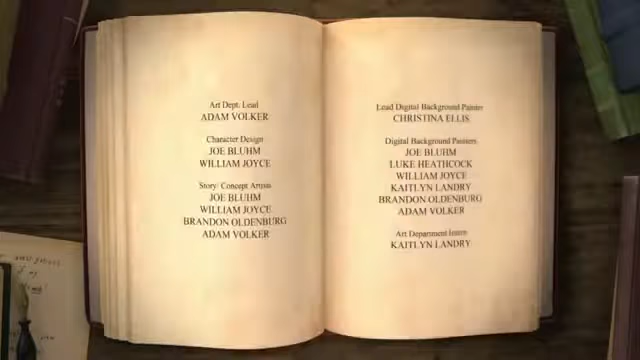 Art Dept. Lead
ADAM VOLKER
Character Design
JOE BLUHM
WILLIAM JOYCE
Story/Concept Artists
JOE BLUHM
WILLIAM JOYCE
BRANDON OLDENBURG
ADAM VOLKER
Lead Digital Background Painter
CHRISTINA ELLIS
Digital Background Painters
JOE BLUHM
LUKE HEATHCOCK
WILLIAM JOYCE
KAITLYN LANDRY
BRANDON OLDENBURG
ADAM VOLKER
Art Department Intern
KAITLYN LANDRY